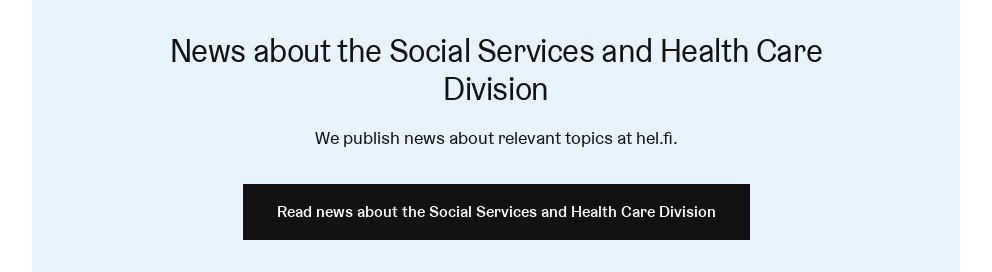 News about the Social Services and Health Care
Division
We publish news about relevant topics at hel.fi.
Read news about the Social Services and Health Care Division